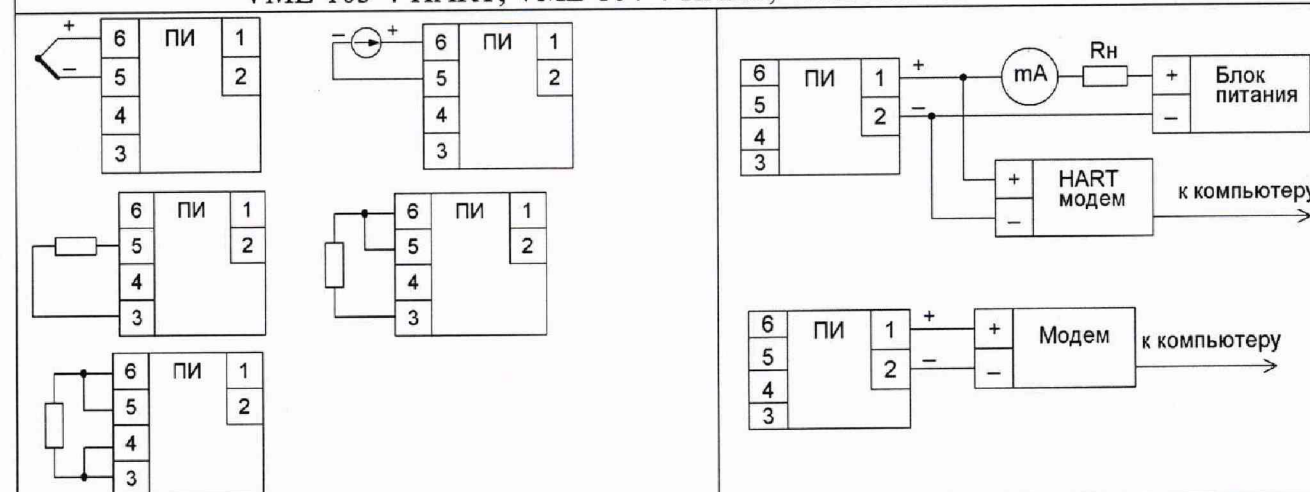 6 ПИ 1
5 2
4
3
+
–
6 ПИ 1
5 2
4
3
– +
6 ПИ 1
5 2
4
3
6 ПИ 1
5 2
4
3
6 ПИ 1
5 2
4
3
6 ПИ 1 + mA Rн + Блок
5 2 – – питания
4
3
+ HART
– модем
к компьютеру
6 ПИ 1 + + Модем
5 2 – –
4
3
к компьютеру